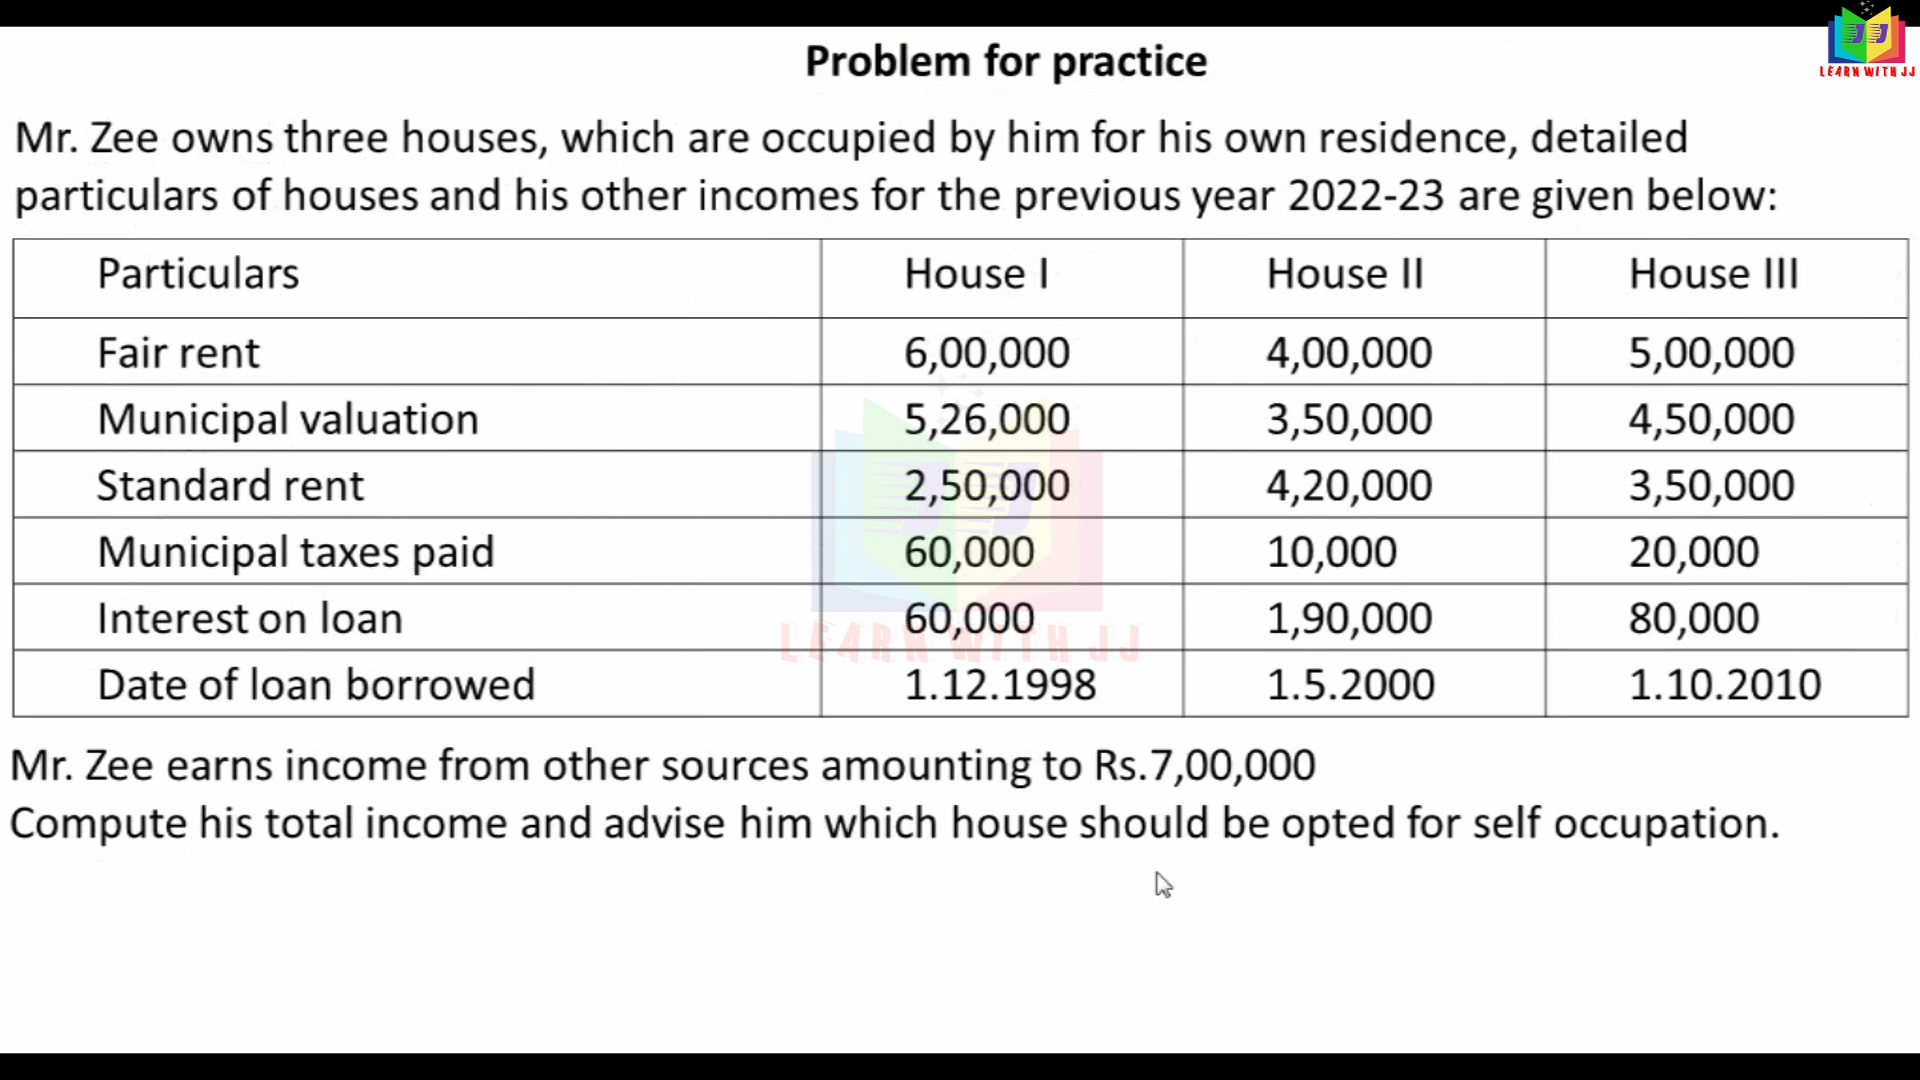 Problem for practice
LEARN WITH JJ
Mr. Zee owns three houses, which are occupied by him for his own residence, detailed
particulars of houses and his other incomes for the previous year 2022-23 are given below:
Particulars House I House II House III
Fair rent 6,00,000 4,00,000 5,00,000
Municipal valuation 5,26,000 3,50,000 4,50,000
Standard rent 2,50,000 4,20,000 3,50,000
Municipal taxes paid 60,000 10,000 20,000
Interest on loan 60,000 1,90,000 80,000
LEARN WITH JJ
Date of loan borrowed 1.12.1998 1.5.2000 1.10.2010
Mr. Zee earns income from other sources amounting to Rs.7,00,000
Compute his total income and advise him which house should be opted for self occupation.